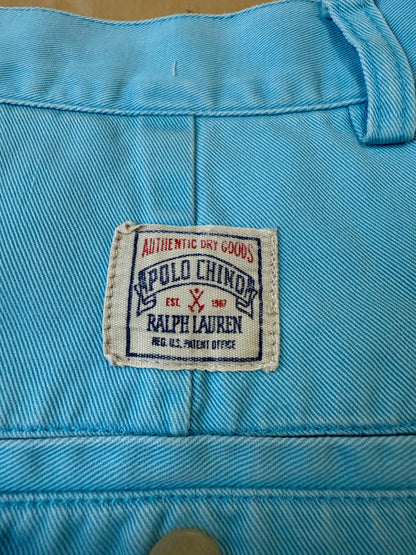 AUTHENTIC DRY GOODS
POLO CHINO
EST. 1967
RALPH LAUREN
REG. U.S. PATENT OFFICE